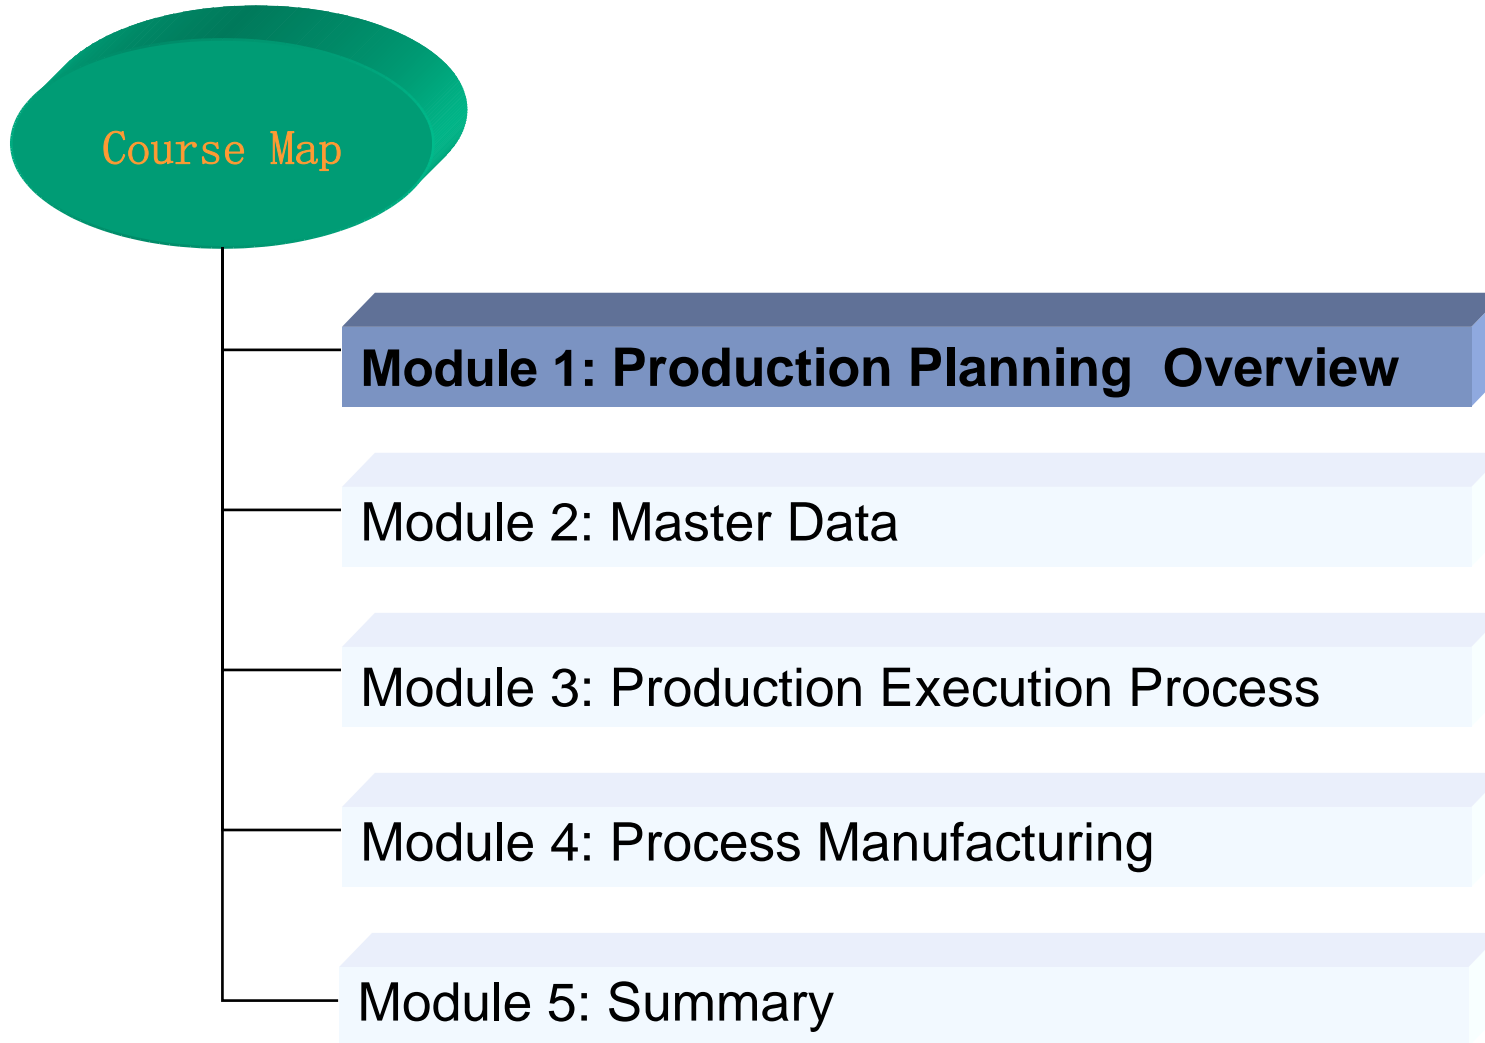 Course Map
Module 1: Production Planning  Overview
Module 2: Master Data
Module 3: Production Execution Process
Module 4: Process Manufacturing
Module 5: Summary